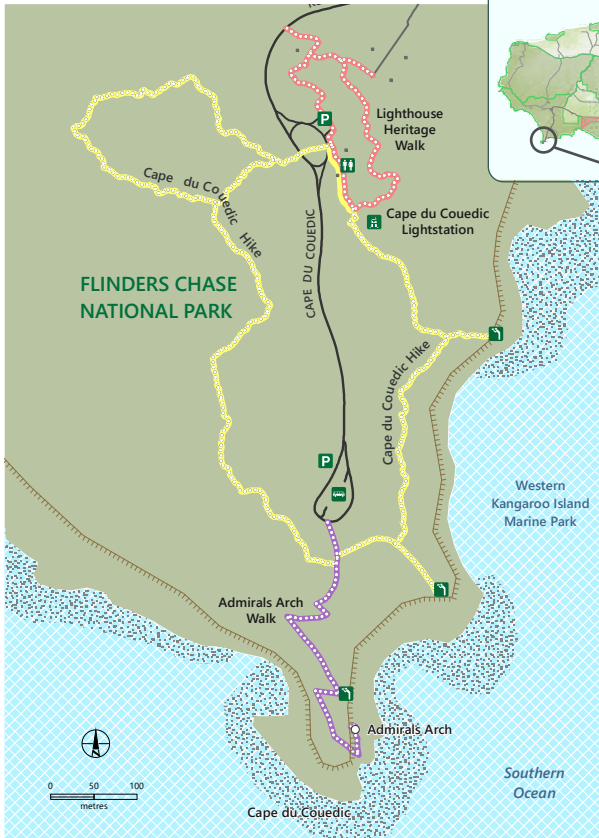 P
Lighthouse
Heritage
Walk
Cape du Couedic
Hike
Cape du Couedic
Lightstation
CAPE DU COUEDIC
FLINDERS CHASE
NATIONAL PARK
Cape du Couedic Hike
P
Western
Kangaroo Island
Marine Park
Admirals Arch
Walk
Admirals Arch
0 50 100
metres
Southern
Ocean
Cape du Couedic